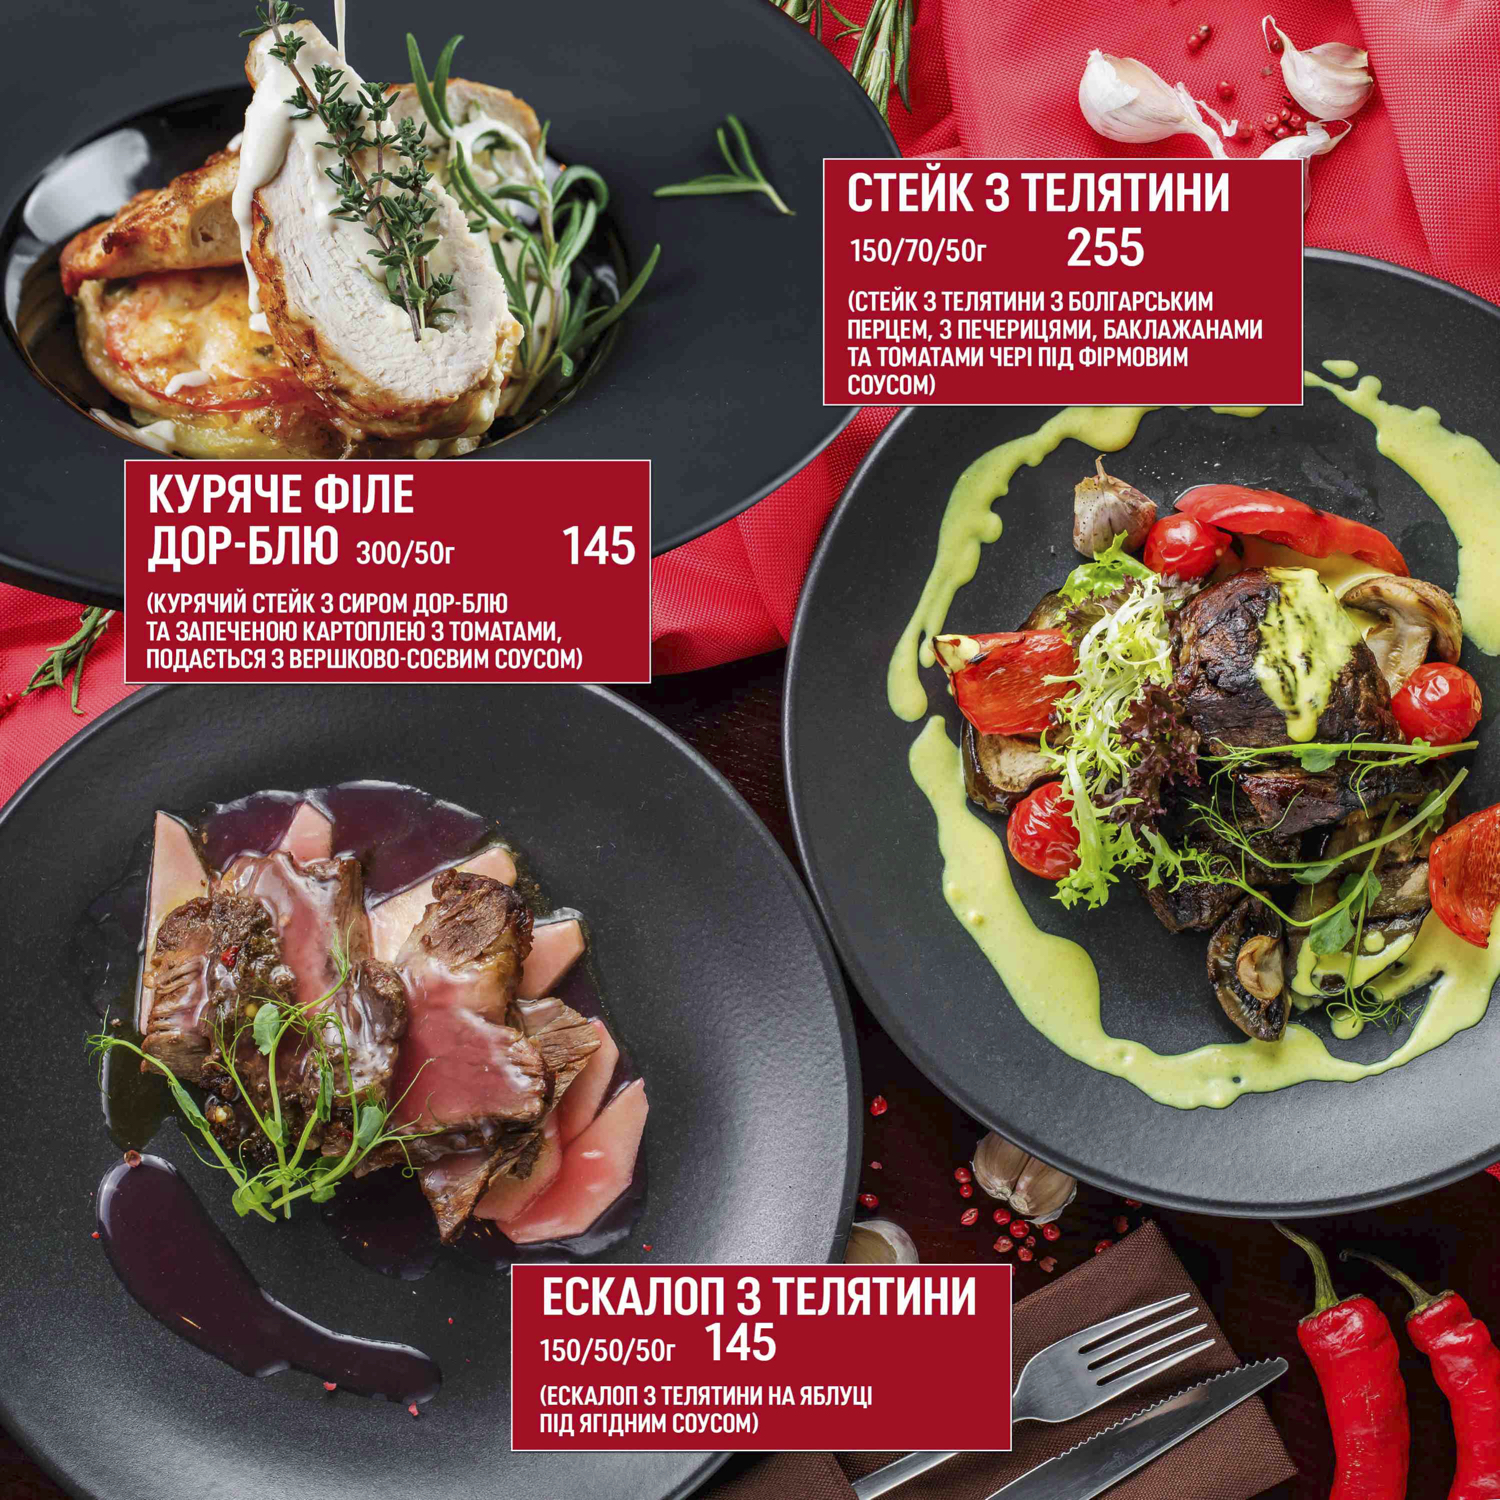 СТЕЙК З ТЕЛЯТИНИ
150/70/50г 255
(СТЕЙК З ТЕЛЯТИНИ З БОЛГАРСЬКИМ
ПЕРЦЕМ, З ПЕЧЕРИЦЯМИ, БАКЛАЖАНАМИ
ТА ТОМАТАМИ ЧЕРІ ПІД ФІРМОВИМ
СОУСОМ)
КУРЯЧЕ ФІЛЕ
ДОР-БЛЮ 300/50г 145
(КУРЯЧИЙ СТЕЙК З СИРОМ ДОР-БЛЮ
ТА ЗАПЕЧЕНОЮ КАРТОПЛЕЮ З ТОМАТАМИ,
ПОДАЄТЬСЯ З ВЕРШКОВО-СОЄВИМ СОУСОМ)
ЕСКАЛОП З ТЕЛЯТИНИ
150/50/50г 145
(ЕСКАЛОП З ТЕЛЯТИНИ НА ЯБЛУЦІ
ПІД ЯГІДНИМ СОУСОМ)